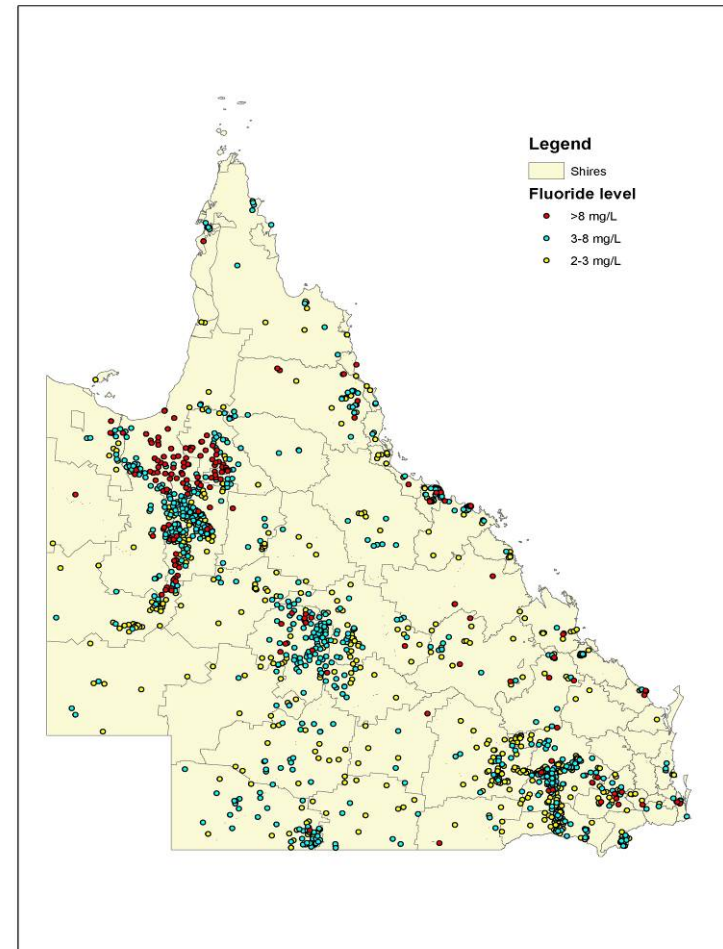 Legend
Shires
Fluoride level
>8 mg/L
3-8 mg/L
2-3 mg/L